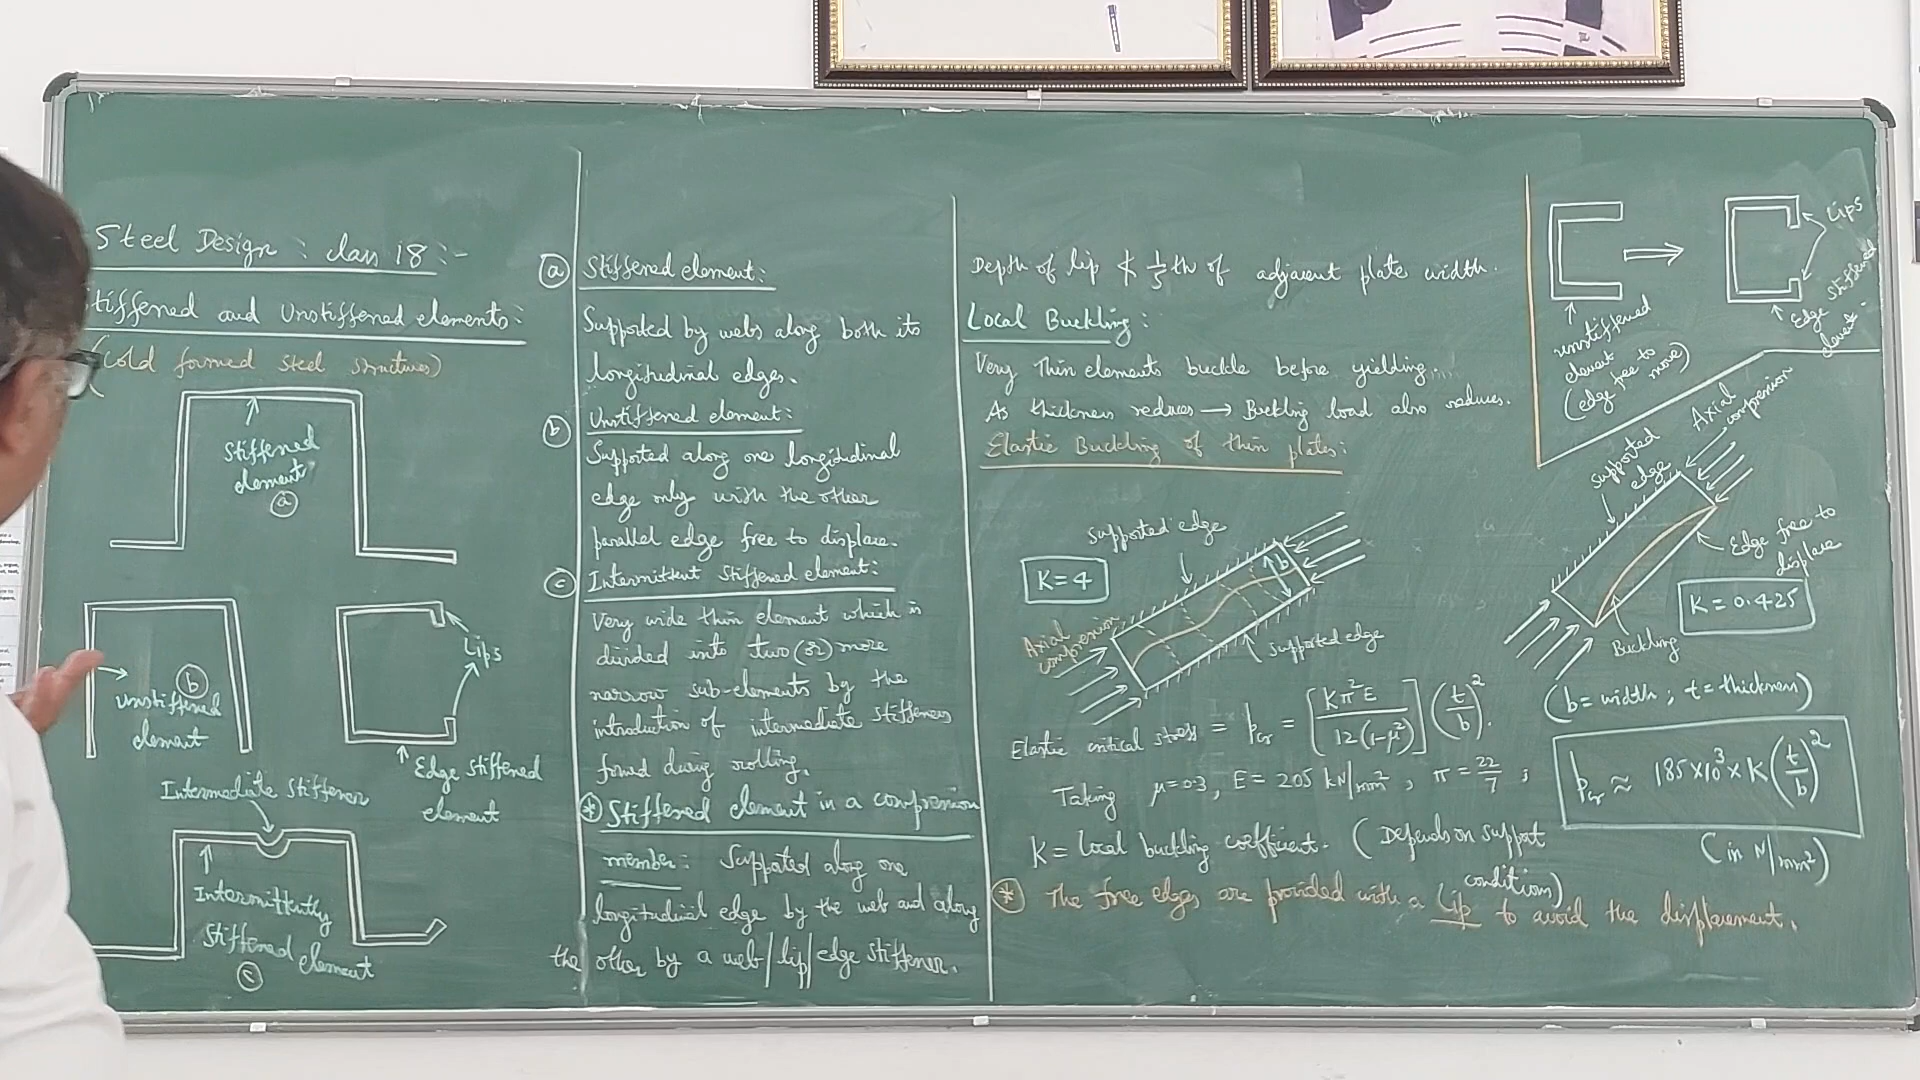 Steel Design : class 18 :-
Stiffened and Unstiffened elements:
(Cold formed steel structures)
Stiffened
element
(a)
(b)
Unstiffened
element
Lips
Edge stiffened
element
Intermediate stiffener
Intermittently
stiffened element
(c)
(a) Stiffened element:
Supported by webs along both its
longitudinal edges.
(b) Unstiffened element:
Supported along one longitudinal
edge only with the other
parallel edge free to displace.
(c) Intermittent stiffened element:
Very wide thin element which is
divided into two (or) more
narrow sub-elements by the
introduction of intermediate stiffeners
formed during rolling.
* Stiffened element in a compression
member: Supported along one
longitudinal edge by the web and along
the other by a web/lip/edge stiffener.
Depth of lip ≮ 1/5 th of adjacent plate width.
Local Buckling:
Very thin elements buckle before yielding...
As thickness reduces → Buckling load also reduces.
Elastic Buckling of thin plates:
Supported edge
K=4
b
Axial
compression
Supported edge
Elastic critical stress = pcr = [Kπ²E / 12(1-μ²)] (t/b)².
Taking μ=0.3, E = 205 kN/mm², π = 22/7 ;
K = local buckling coefficient. (Depends on support
conditions)
* The free edges are provided with a Lip to avoid the displacement.
Lips
unstiffened
element
(edge free to
move)
Edge stiffened
element.
Axial
compression
Supported
edge
Edge free to
displace
K=0.425
Buckling
(b= width ; t= thickness)
pcr ≈ 185×10³×K(t/b)²
(in N/mm²)